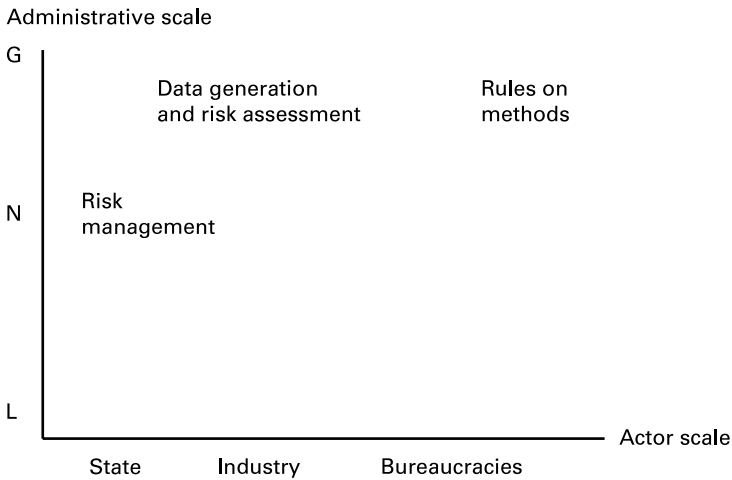 Administrative scale
G
Data generation
and risk assessment
Rules on
methods
N
Risk
management
L
Actor scale
State
Industry
Bureaucracies